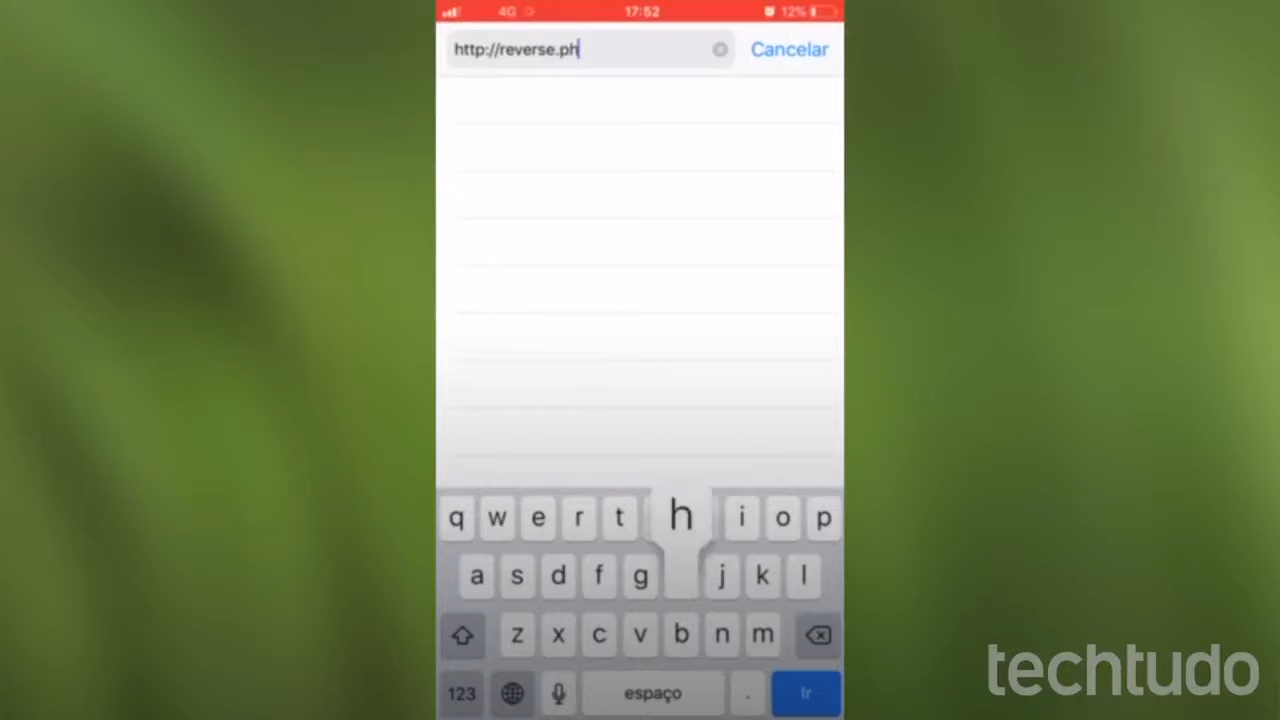 4G 17:52 12%
http://reverse.ph Cancelar
q w e r t h i o p
a s d f g j k l
z x c v b n m
123 espaço . Ir
techtudo